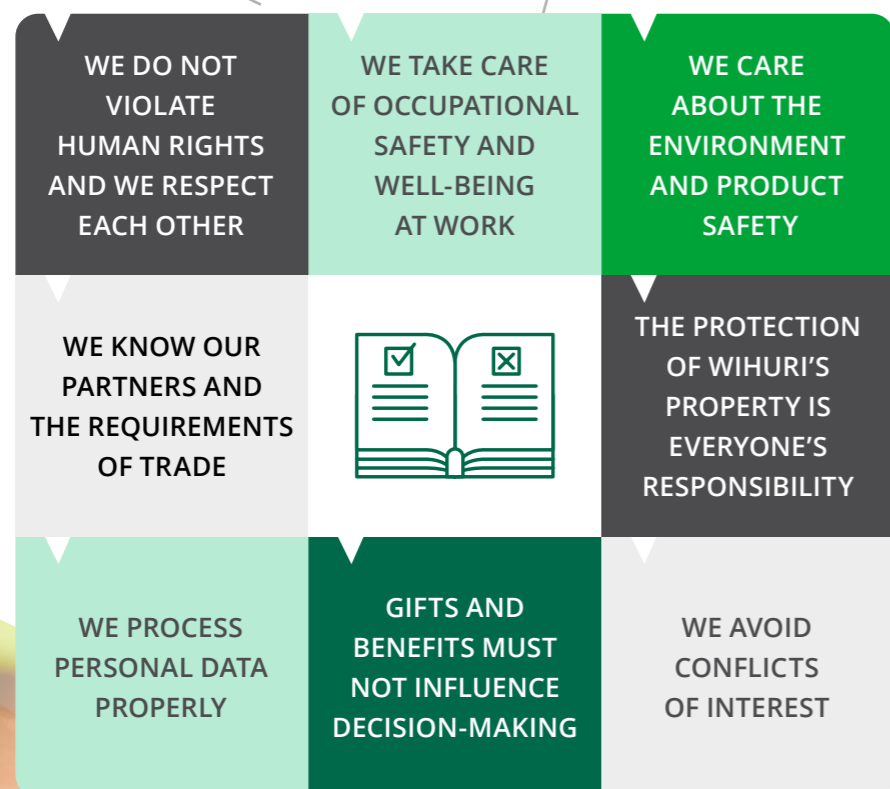 WE DO NOT
VIOLATE
HUMAN RIGHTS
AND WE RESPECT
EACH OTHER
WE TAKE CARE
OF OCCUPATIONAL
SAFETY AND
WELL-BEING
AT WORK
WE CARE
ABOUT THE
ENVIRONMENT
AND PRODUCT
SAFETY
WE KNOW OUR
PARTNERS AND
THE REQUIREMENTS
OF TRADE
THE PROTECTION
OF WIHURI’S
PROPERTY IS
EVERYONE’S
RESPONSIBILITY
WE PROCESS
PERSONAL DATA
PROPERLY
GIFTS AND
BENEFITS MUST
NOT INFLUENCE
DECISION-MAKING
WE AVOID
CONFLICTS
OF INTEREST